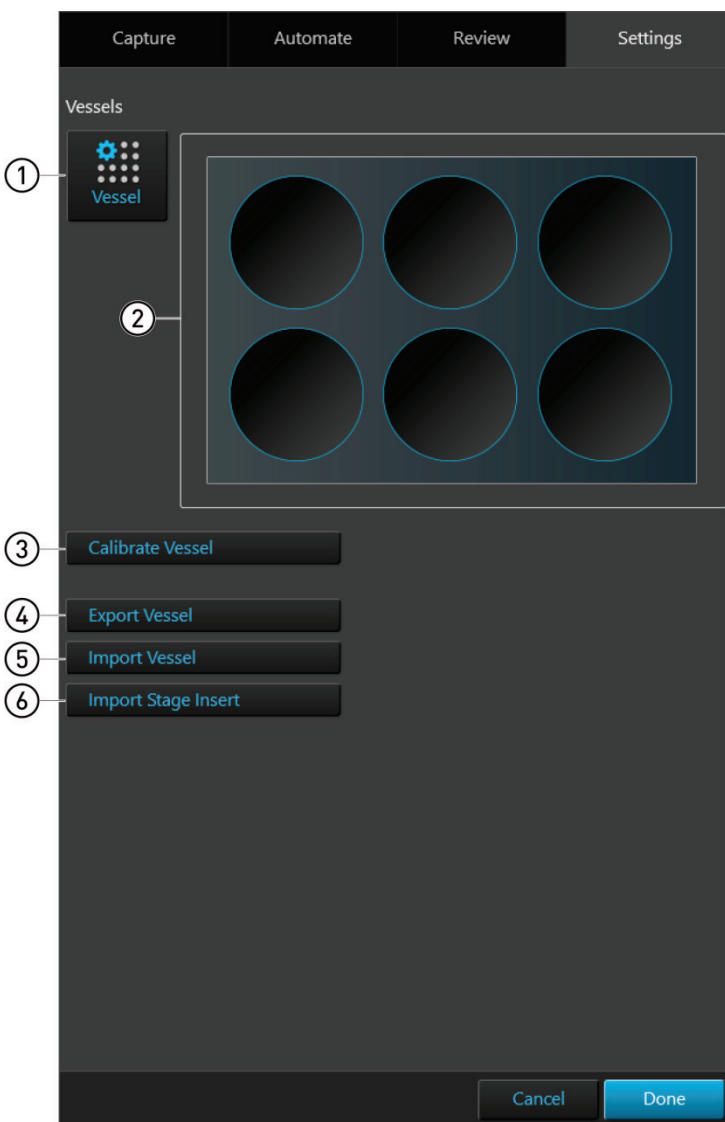 Capture Automate Review Settings
Vessels
1 Vessel
2
3 Calibrate Vessel
4 Export Vessel
5 Import Vessel
6 Import Stage Insert
Cancel Done